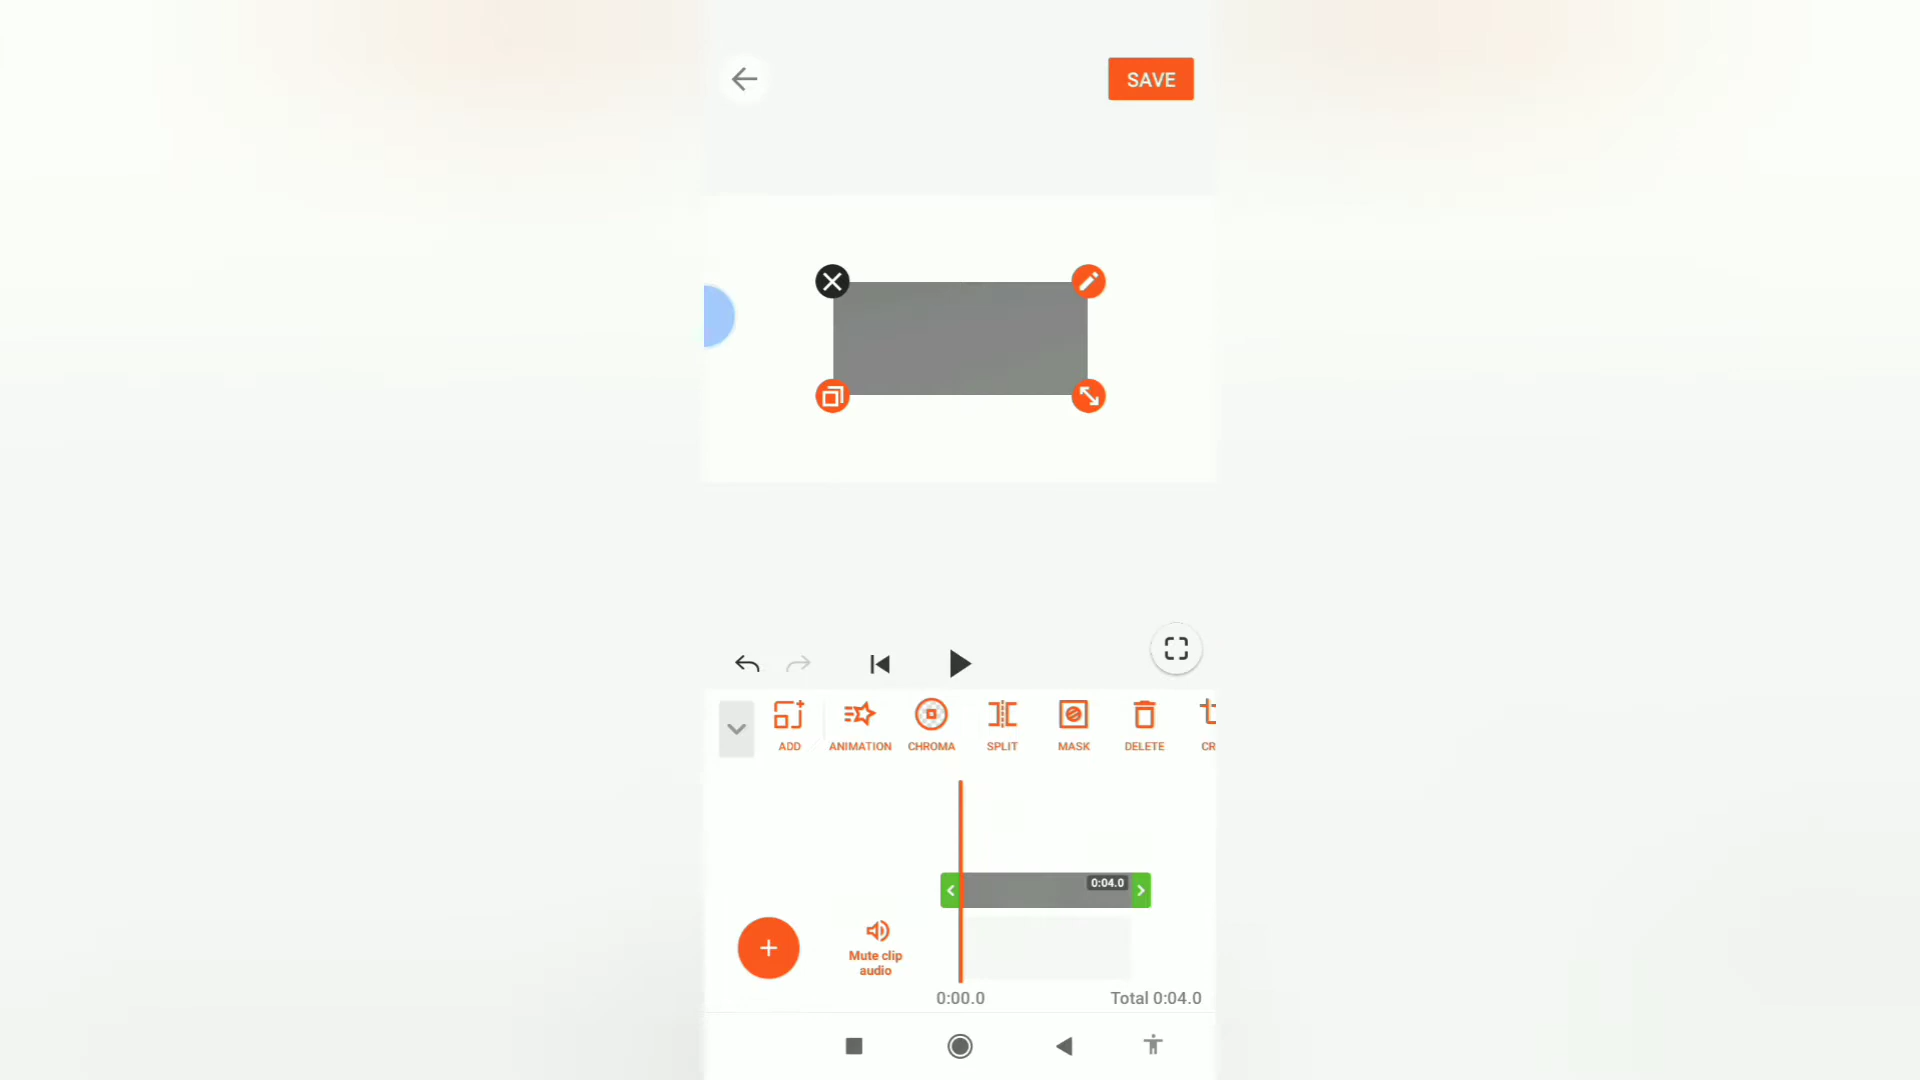 SAVE
ADD
ANIMATION
CHROMA
SPLIT
MASK
DELETE
CR
0:04.0
Mute clip
audio
0:00.0
Total 0:04.0